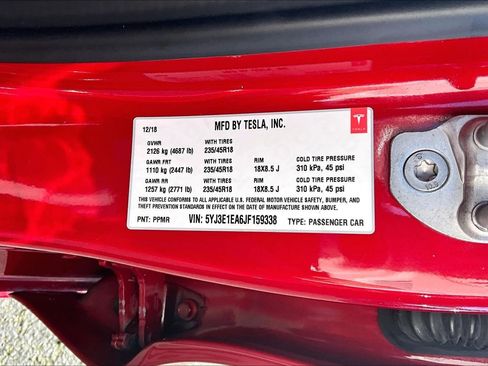 12/18 MFD BY TESLA, INC.
GVWR WITH TIRES
2126 kg (4687 lb) 235/45R18
TESLA
GAWR FRT WITH TIRES RIM COLD TIRE PRESSURE
1110 kg (2447 lb) 235/45R18 18X8.5 J 310 kPa, 45 psi
GAWR RR WITH TIRES RIM COLD TIRE PRESSURE
1257 kg (2771 lb) 235/45R18 18X8.5 J 310 kPa, 45 psi
THIS VEHICLE CONFORMS TO ALL APPLICABLE U.S. FEDERAL MOTOR VEHICLE SAFETY, BUMPER, AND
THEFT PREVENTION STANDARDS IN EFFECT ON THE DATE OF MANUFACTURE SHOWN ABOVE.
PNT: PPMR VIN: 5YJ3E1EA6JF159338 TYPE: PASSENGER CAR
10.9